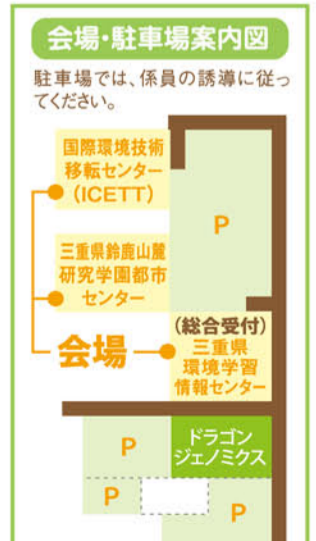 会場・駐車場案内図
駐車場では、係員の誘導に従っ
てください。
国際環境技術
移転センター
(ICETT)
P
三重県鈴鹿山麓
研究学園都市
センター
会場
(総合受付)
三重県
環境学習
情報センター
P
ドラゴン
ジェノミクス
P
P